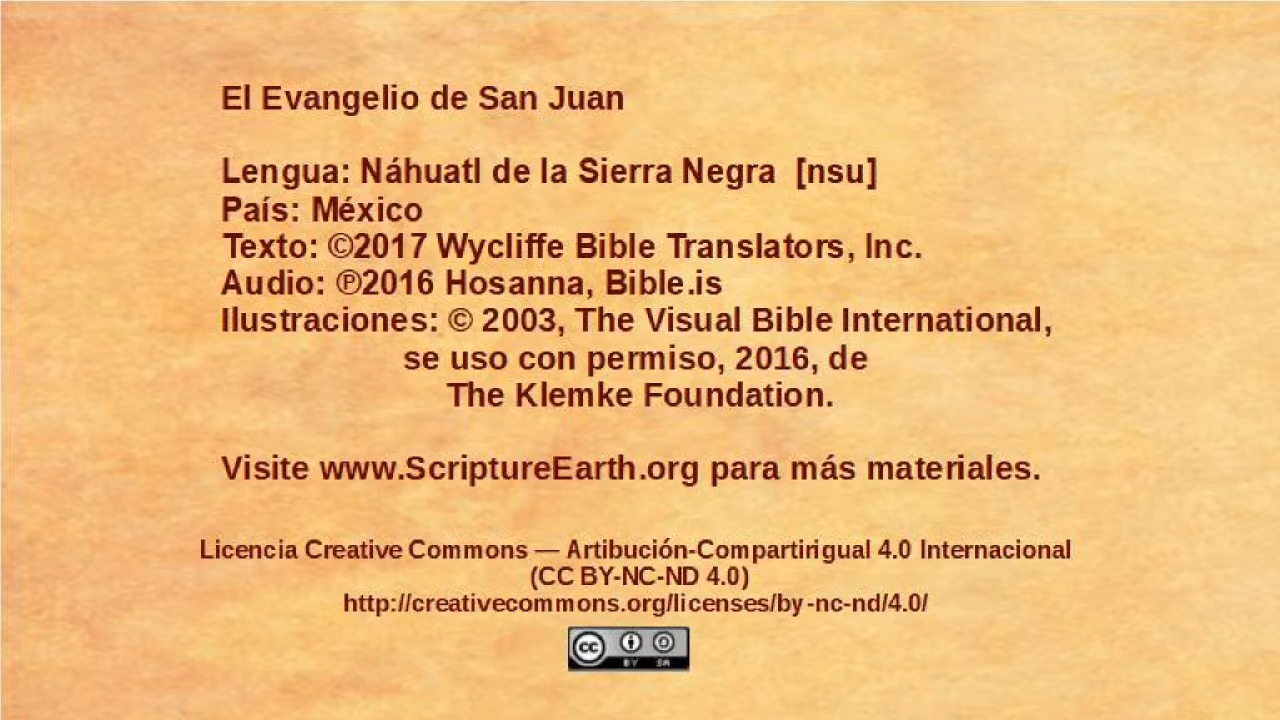 El Evangelio de San Juan
Lengua: Náhuatl de la Sierra Negra [nsu]
País: México
Texto: ©2017 Wycliffe Bible Translators, Inc.
Audio: ℗2016 Hosanna, Bible.is
Ilustraciones: © 2003, The Visual Bible International,
se uso con permiso, 2016, de
The Klemke Foundation.
Visite www.ScriptureEarth.org para más materiales.
Licencia Creative Commons — Artibución-Compartirigual 4.0 Internacional
(CC BY-NC-ND 4.0)
http://creativecommons.org/licenses/by-nc-nd/4.0/
cc BY SA